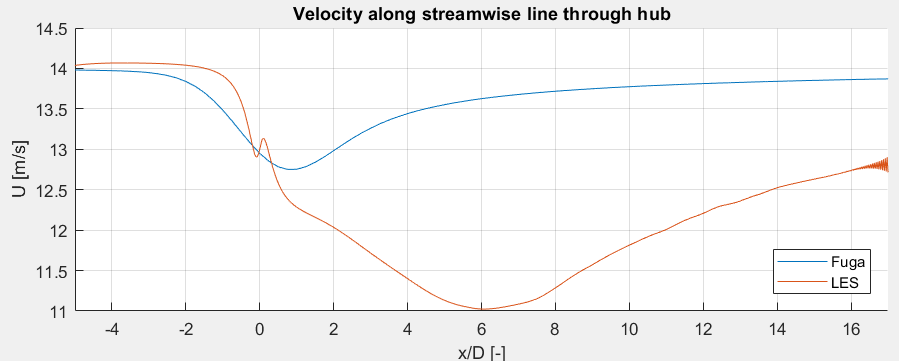 Velocity along streamwise line through hub
14.5
14
13.5
13
12.5
12
11.5
11
U [m/s]
Fuga
LES
-4 -2 0 2 4 6 8 10 12 14 16
x/D [-]